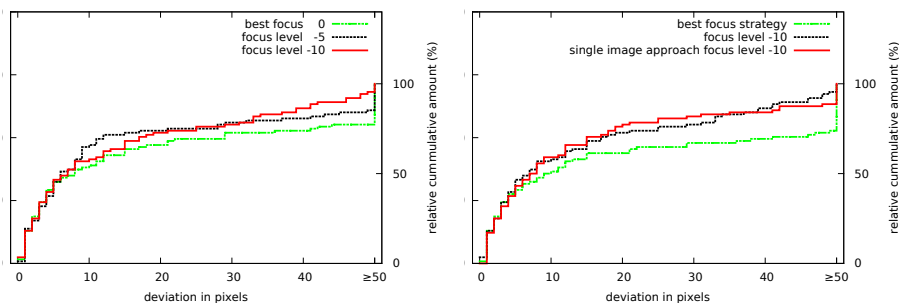 best focus 0
focus level -5
focus level -10
100
50
0
relative cummulative amount (%)
0 10 20 30 40 ≥50
deviation in pixels
best focus strategy
focus level -10
single image approach focus level -10
100
50
0
relative cummulative amount (%)
0 10 20 30 40 ≥50
deviation in pixels